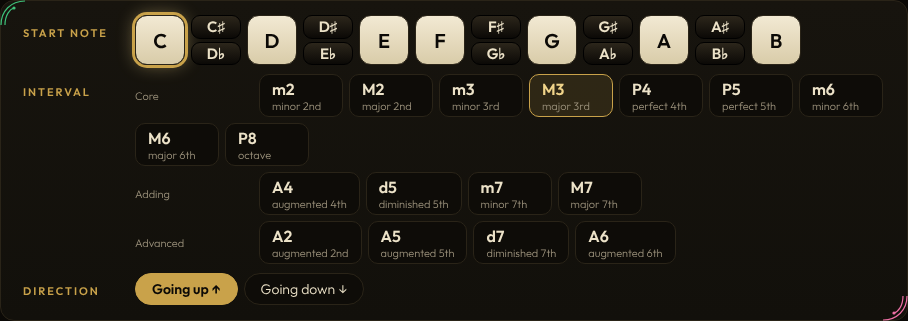 START NOTE
C C♯ D♭ D D♯ E♭ E F F♯ G♭ G G♯ A♭ A A♯ B♭ B
INTERVAL
Core
m2 M2 m3 M3 P4 P5 m6
minor 2nd major 2nd minor 3rd major 3rd perfect 4th perfect 5th minor 6th
M6 P8
major 6th octave
Adding
A4 d5 m7 M7
augmented 4th diminished 5th minor 7th major 7th
Advanced
A2 A5 d7 A6
augmented 2nd augmented 5th diminished 7th augmented 6th
DIRECTION
Going up ↑ Going down ↓